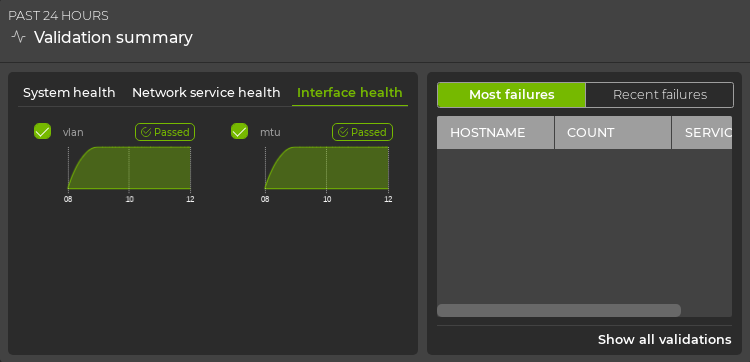 PAST 24 HOURS
Validation summary
System health Network service health Interface health
vlan Passed mtu Passed
08 10 12 08 10 12
Most failures Recent failures
HOSTNAME COUNT SERVIC
Show all validations